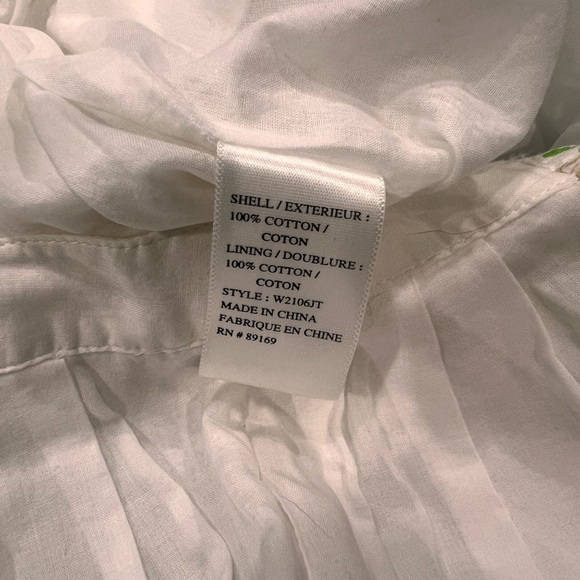 SHELL / EXTERIEUR :
100% COTTON /
COTON
LINING / DOUBLURE :
100% COTTON /
COTON
STYLE : W2106JT
MADE IN CHINA
FABRIQUE EN CHINE
RN # 89169